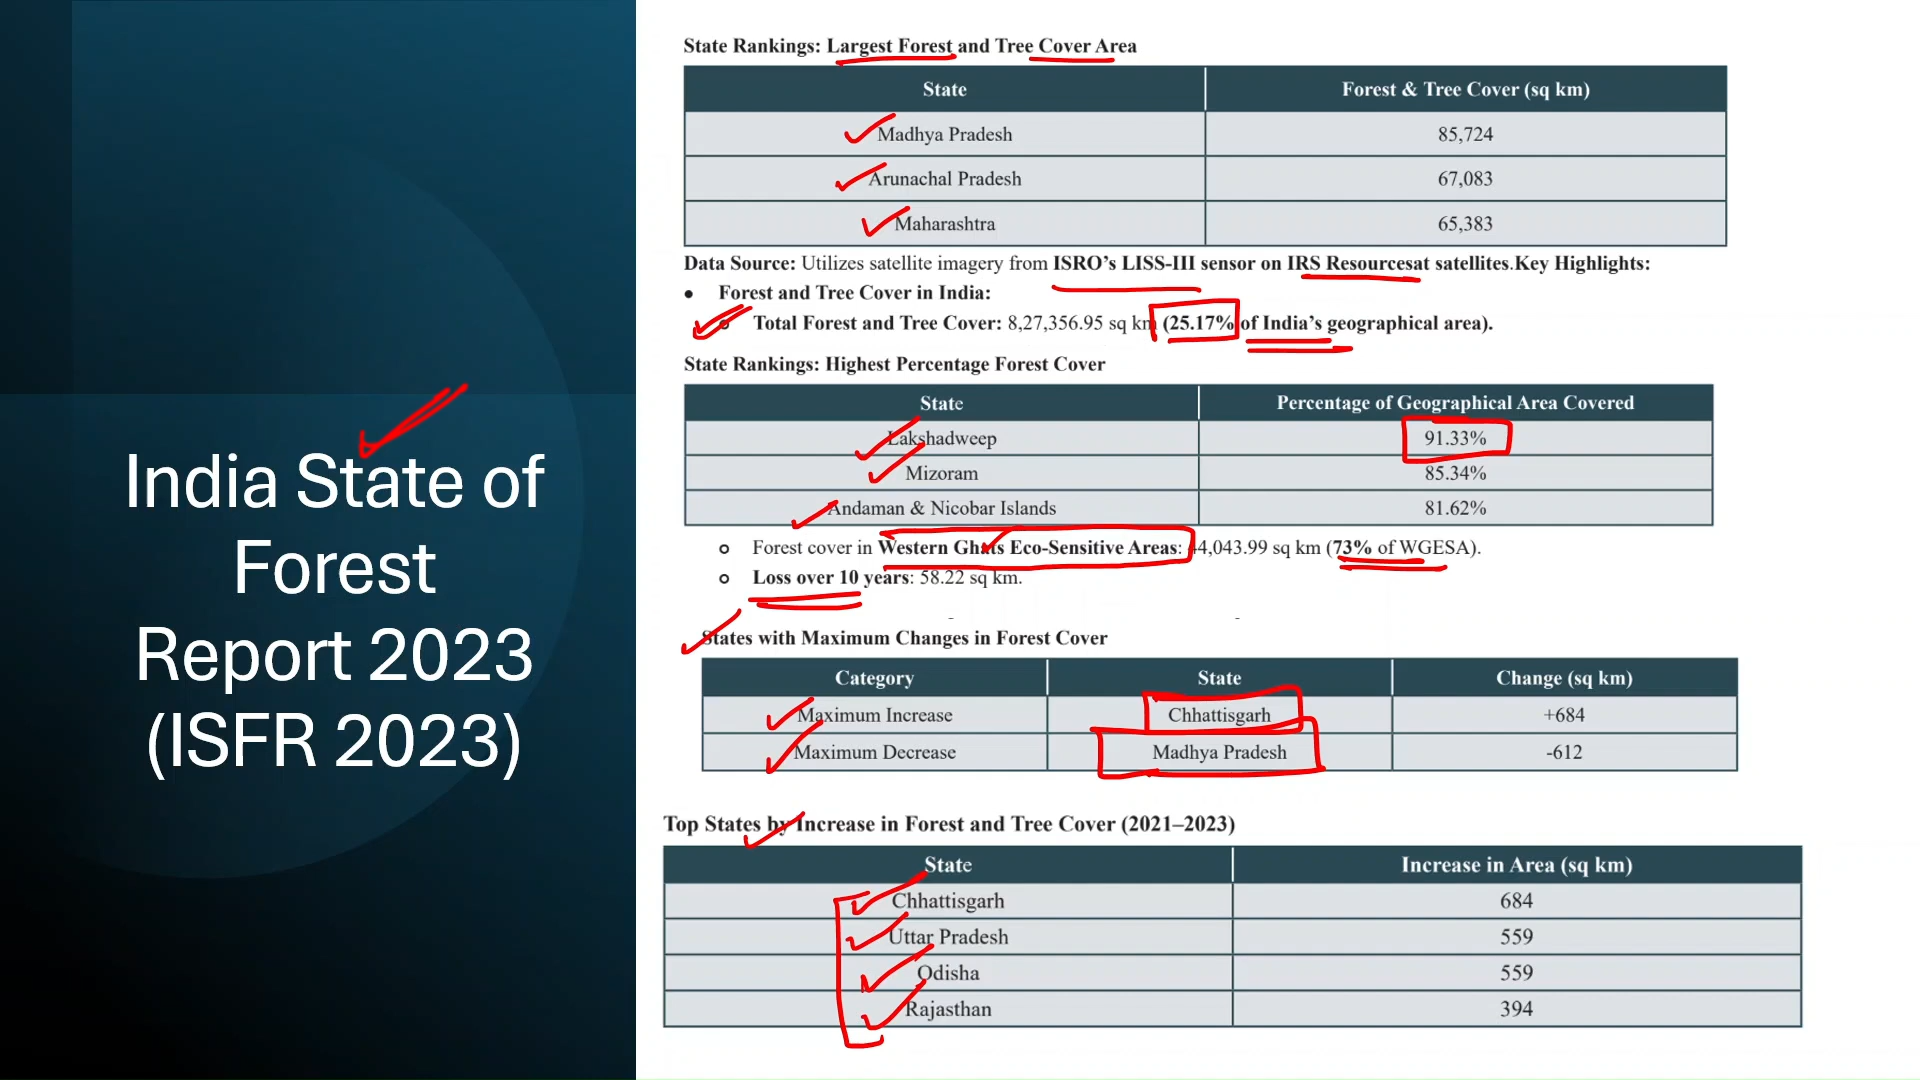 India State of
Forest
Report 2023
(ISFR 2023)
State Rankings: Largest Forest and Tree Cover Area
State Forest & Tree Cover (sq km)
Madhya Pradesh 85,724
Arunachal Pradesh 67,083
Maharashtra 65,383
Data Source: Utilizes satellite imagery from ISRO’s LISS-III sensor on IRS Resourcesat satellites.Key Highlights:
● Forest and Tree Cover in India:
Total Forest and Tree Cover: 8,27,356.95 sq km (25.17% of India’s geographical area).
State Rankings: Highest Percentage Forest Cover
State Percentage of Geographical Area Covered
Lakshadweep 91.33%
Mizoram 85.34%
Andaman & Nicobar Islands 81.62%
o Forest cover in Western Ghats Eco-Sensitive Areas: 44,043.99 sq km (73% of WGESA).
o Loss over 10 years: 58.22 sq km.
States with Maximum Changes in Forest Cover
Category State Change (sq km)
Maximum Increase Chhattisgarh +684
Maximum Decrease Madhya Pradesh -612
Top States by Increase in Forest and Tree Cover (2021–2023)
State Increase in Area (sq km)
Chhattisgarh 684
Uttar Pradesh 559
Odisha 559
Rajasthan 394